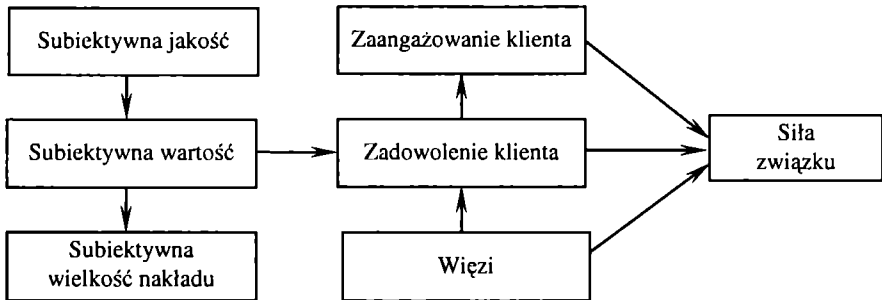 Subiektywna jakość
Zaangażowanie klienta
Subiektywna wartość
Zadowolenie klienta
Siła
związku
Subiektywna
wielkość nakładu
Więzi